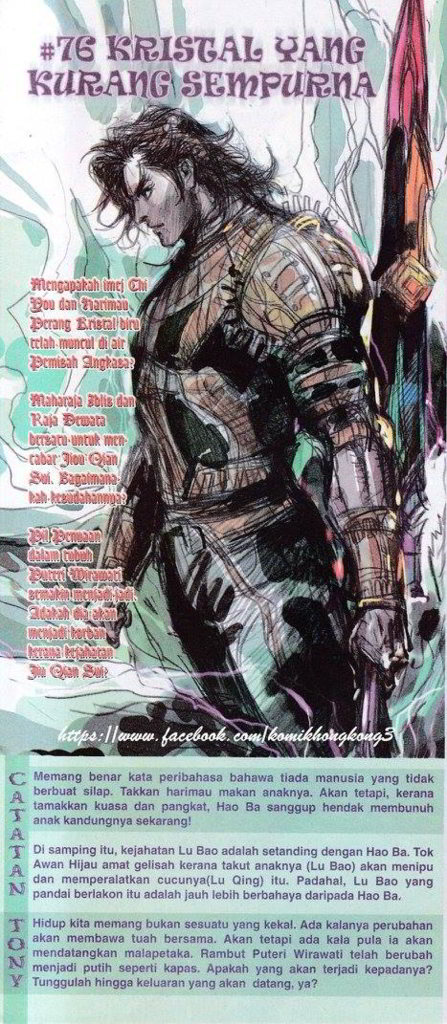 #76 KRISTAL YANG
KURANG SEMPURNA
Mengapakah imej Chi
You dan Harimau
Perang Kristal biru
telah muncul di air
Pemisah Angkasa?
Maharaja Iblis dan
Raja Dewata
bersatu untuk men-
cabar Jiou Qian
Sui. Bagaimana-
kah kesudahannya?
Pil Penuaan
dalam tubuh
Puteri Wirawati
semakin menjadi-jadi.
Adakah dia akan
menjadi korban
kerana kejahatan
Jiu Qian Sui?
https://www.facebook.com/komikhongkong3
CATATAN TONY
Memang benar kata peribahasa bahawa tiada manusia yang tidak
berbuat silap. Takkan harimau makan anaknya. Akan tetapi, kerana
tamakkan kuasa dan pangkat, Hao Ba sanggup hendak membunuh
anak kandungnya sekarang!
Di samping itu, kejahatan Lu Bao adalah setanding dengan Hao Ba. Tok
Awan Hijau amat gelisah kerana takut anaknya (Lu Bao) akan menipu
dan memperalatkan cucunya(Lu Qing) itu. Padahal, Lu Bao yang
pandai berlakon itu adalah jauh lebih berbahaya daripada Hao Ba.
Hidup kita memang bukan sesuatu yang kekal. Ada kalanya perubahan
akan membawa tuah bersama. Akan tetapi ada kala pula ia akan
mendatangkan malapetaka. Rambut Puteri Wirawati telah berubah
menjadi putih seperti kapas. Apakah yang akan terjadi kepadanya?
Tunggulah hingga keluaran yang akan datang, ya?